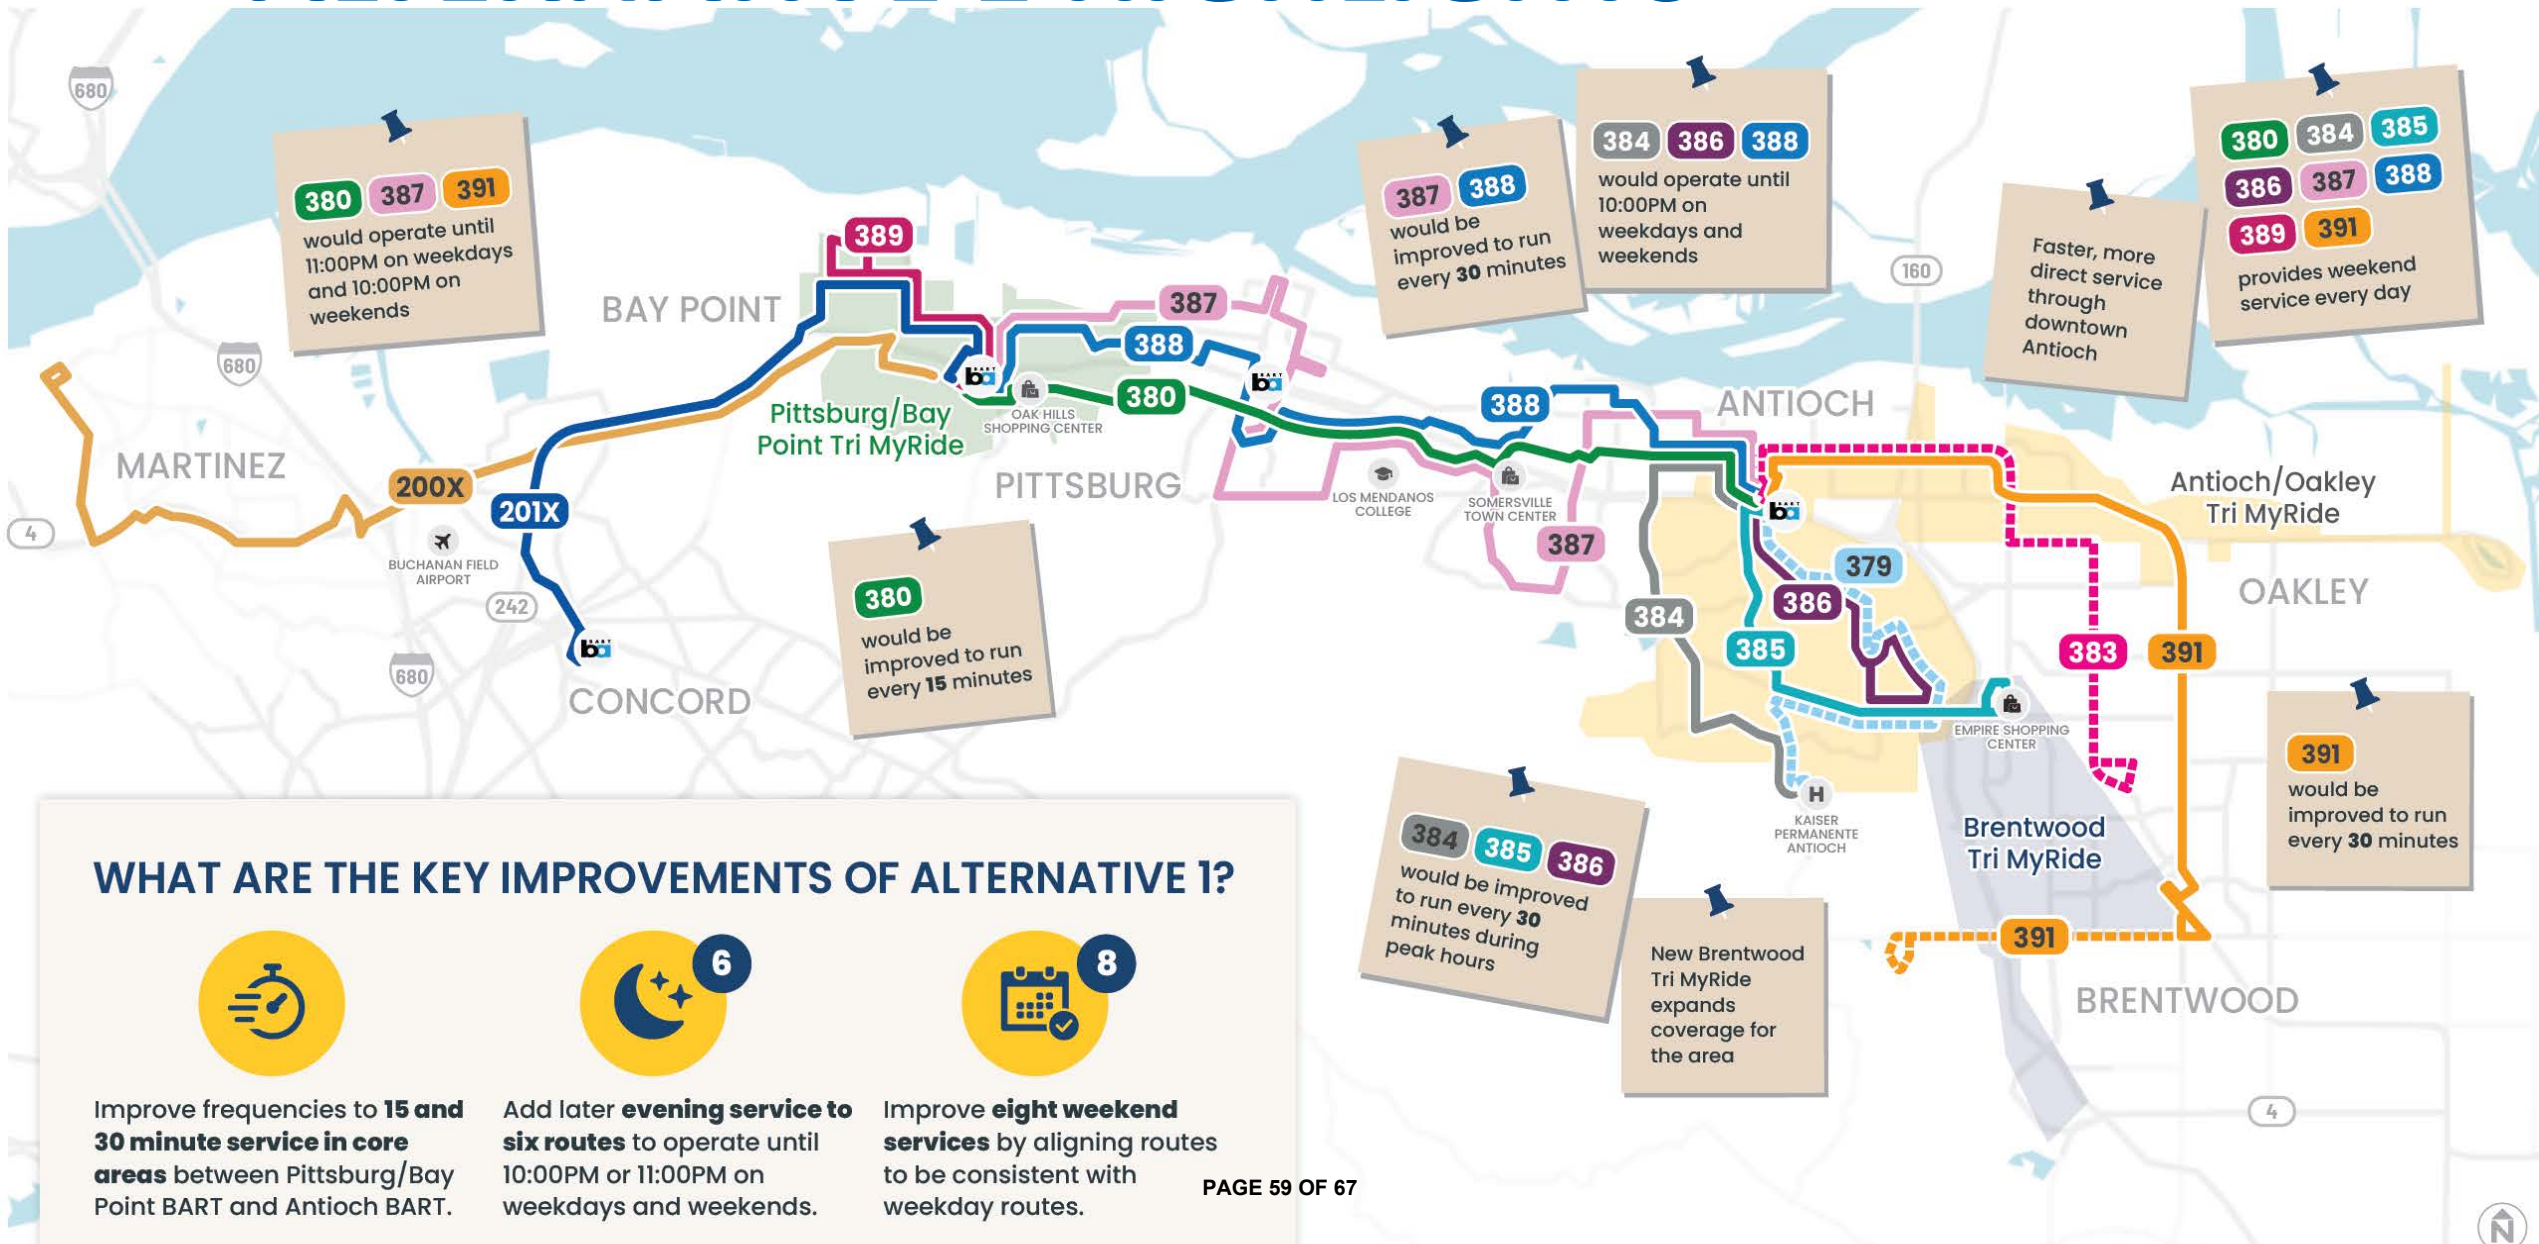 680
380 387 391
would operate until
11:00PM on weekdays
and 10:00PM on
weekends
387 388
would be
improved to run
every 30 minutes
384 386 388
would operate until
10:00PM on
weekdays and
weekends
160
Faster, more
direct service
through
downtown
Antioch
380 384 385
386 387 388
389 391
provides weekend
service every day
389
BAY POINT
387
388
680
BART
ba
BART
ba
380
388
ANTIOCH
OAK HILLS
SHOPPING CENTER
Pittsburg/Bay
Point Tri MyRide
MARTINEZ
200X
201X
PITTSBURG
LOS MENDANOS
COLLEGE
SOMERSVILLE
TOWN CENTER
BART
ba
Antioch/Oakley
Tri MyRide
4
387
379
BUCHANAN FIELD
AIRPORT
242
OAKLEY
380
would be
improved to run
every 15 minutes
384
386
385
383
391
BART
ba
680
CONCORD
EMPIRE SHOPPING
CENTER
H
KAISER
PERMANENTE
ANTIOCH
391
would be
improved to run
every 30 minutes
384 385 386
would be improved
to run every 30
minutes during
peak hours
Brentwood
Tri MyRide
391
New Brentwood
Tri MyRide
expands
coverage for
the area
BRENTWOOD
4
WHAT ARE THE KEY IMPROVEMENTS OF ALTERNATIVE 1?
Improve frequencies to 15 and
30 minute service in core
areas between Pittsburg/Bay
Point BART and Antioch BART.
6
Add later evening service to
six routes to operate until
10:00PM or 11:00PM on
weekdays and weekends.
8
Improve eight weekend
services by aligning routes
to be consistent with
weekday routes.
PAGE 59 OF 67
N